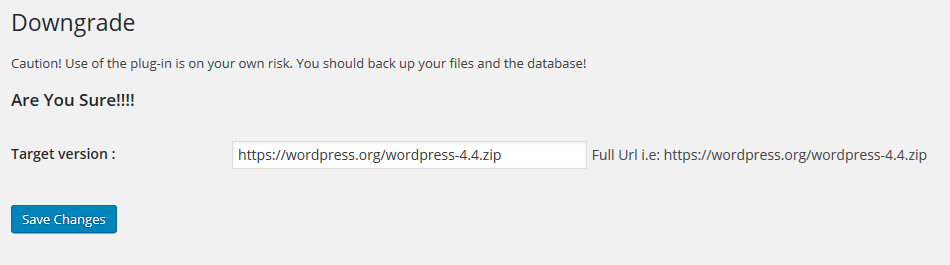 Downgrade
Caution! Use of the plug-in is on your own risk. You should back up your files and the database!
Are You Sure!!!!
Target version : https://wordpress.org/wordpress-4.4.zip Full Url i.e: https://wordpress.org/wordpress-4.4.zip
Save Changes